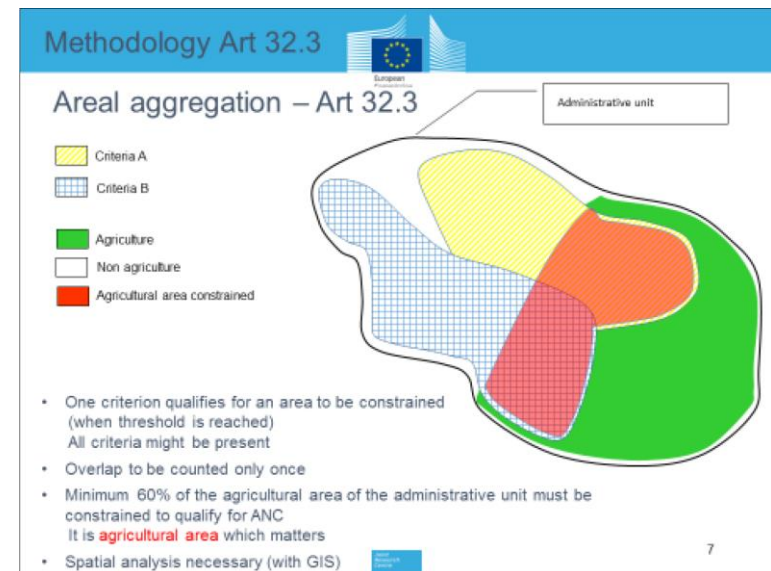 Methodology Art 32.3
European
Areal aggregation – Art 32.3
Administrative unit
Criteria A
Criteria B
Agriculture
Non agriculture
Agricultural area constrained
• One criterion qualifies for an area to be constrained
(when threshold is reached)
All criteria might be present
• Overlap to be counted only once
• Minimum 60% of the agricultural area of the administrative unit must be
constrained to qualify for ANC
It is agricultural area which matters
• Spatial analysis necessary (with GIS)
Joint
Research
Centre
7